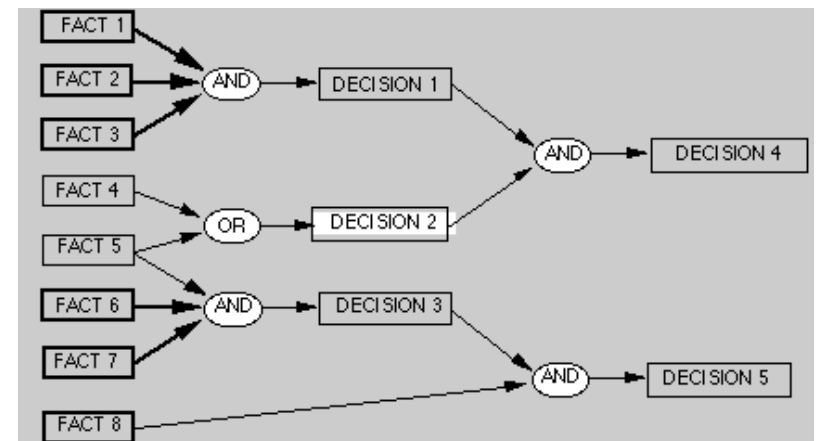 FACT 1
FACT 2
AND
DECISION 1
FACT 3
AND
DECISION 4
FACT 4
OR
DECISION 2
FACT 5
FACT 6
AND
DECISION 3
FACT 7
AND
DECISION 5
FACT 8